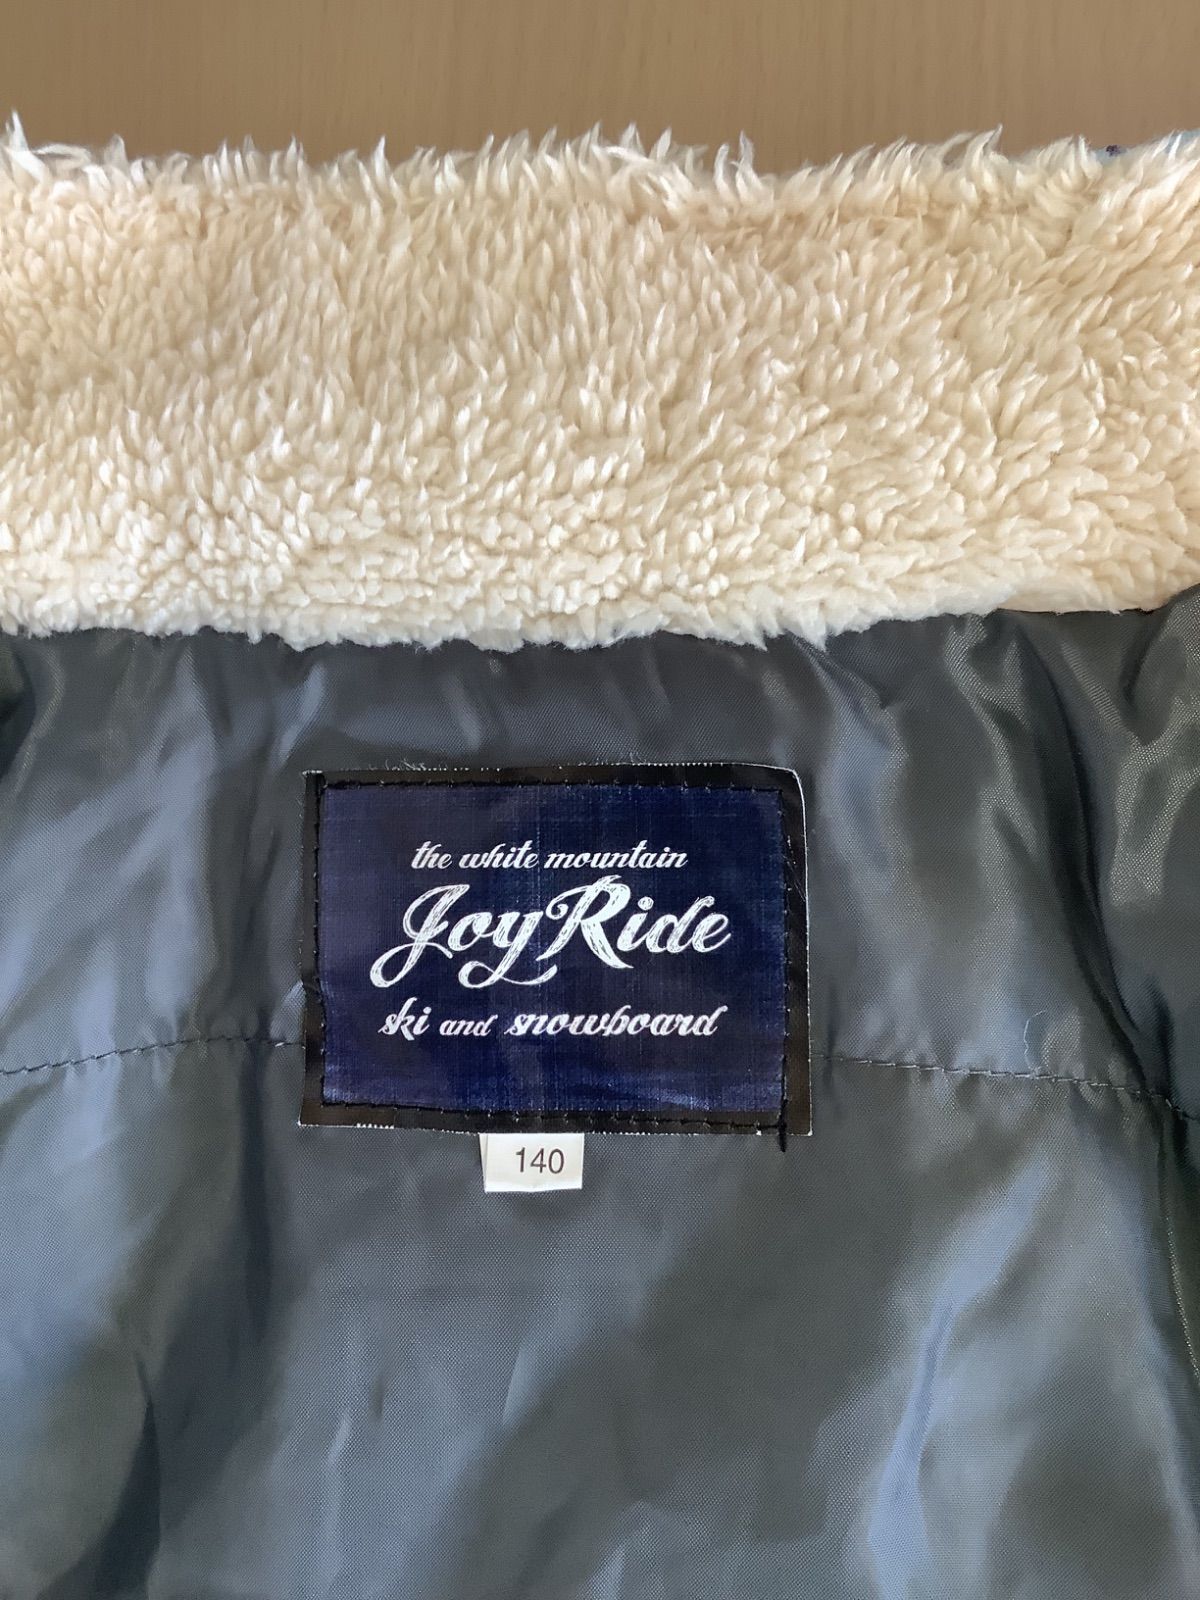 the white mountain
JoyRide
ski and snowboard
140